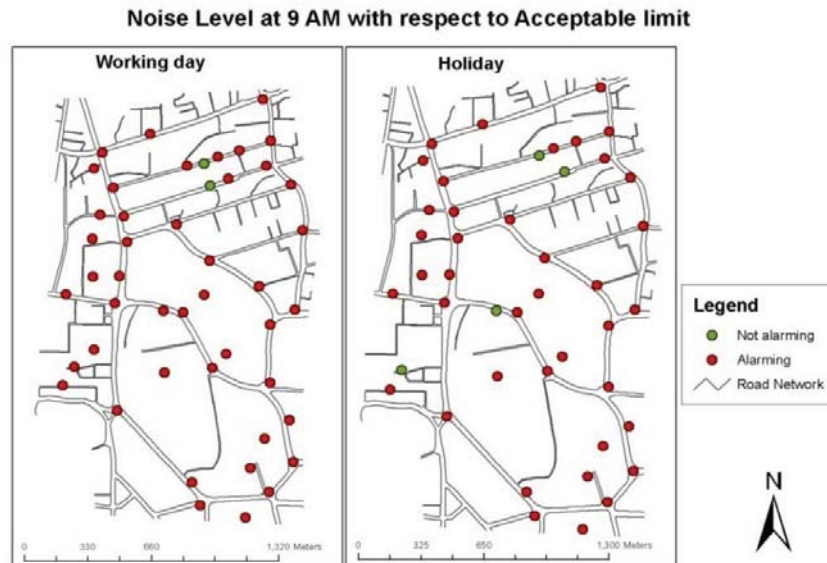 Noise Level at 9 AM with respect to Acceptable limit
Working day
Holiday
Legend
Not alarming
Alarming
Road Network
N
0 330 660 1,320 Meters
0 325 650 1,300 Meters